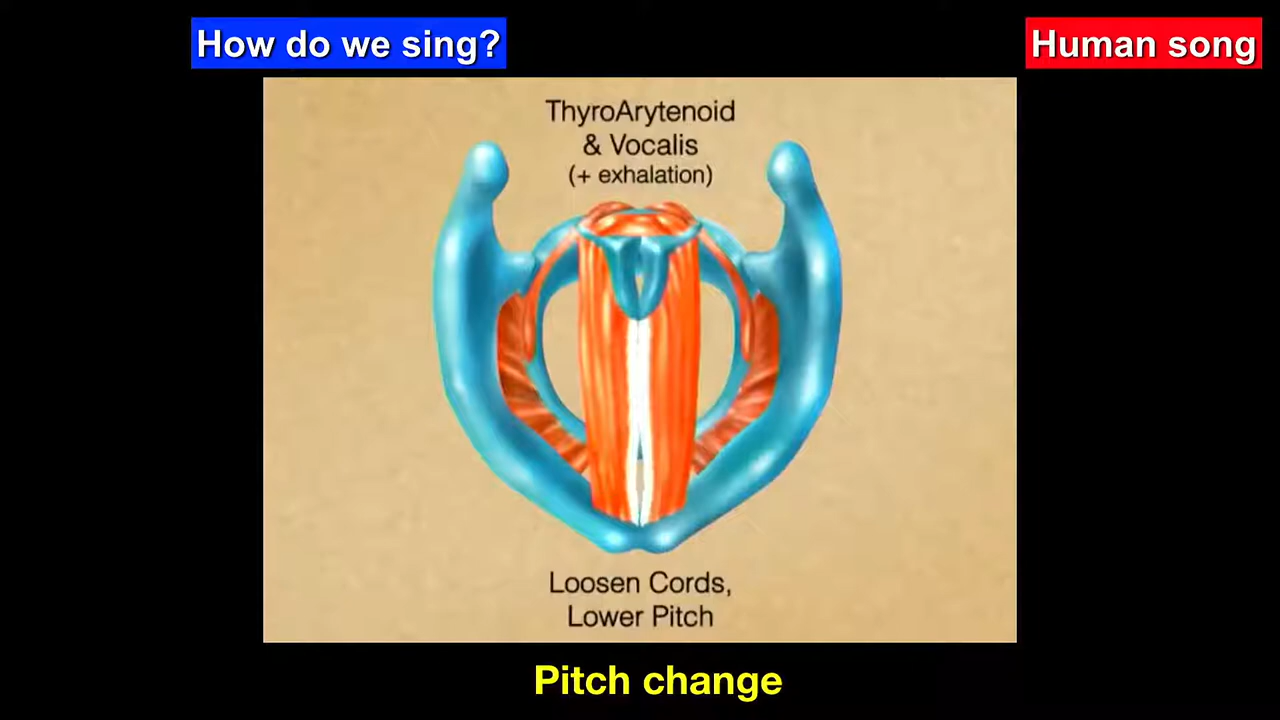 How do we sing?
Human song
ThyroArytenoid
& Vocalis
(+ exhalation)
Loosen Cords,
Lower Pitch
Pitch change